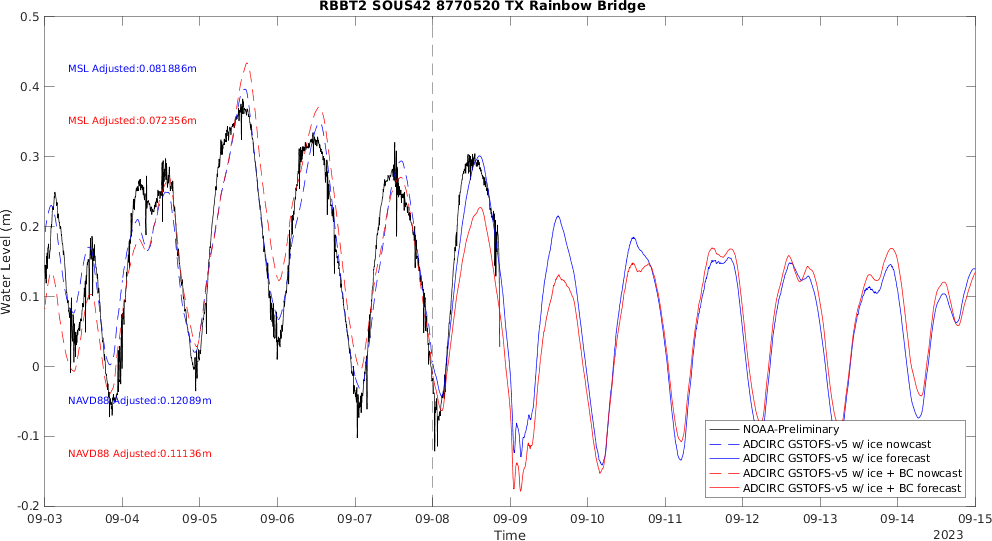 RBBT2 SOUS42 8770520 TX Rainbow Bridge
0.5
0.4
0.3
0.2
0.1
0
-0.1
-0.2
Water Level (m)
MSL Adjusted:0.081886m
MSL Adjusted:0.072356m
NAVD88 Adjusted:0.12089m
NAVD88 Adjusted:0.11136m
NOAA-Preliminary
ADCIRC GSTOFS-v5 w/ ice nowcast
ADCIRC GSTOFS-v5 w/ ice forecast
ADCIRC GSTOFS-v5 w/ ice + BC nowcast
ADCIRC GSTOFS-v5 w/ ice + BC forecast
09-03 09-04 09-05 09-06 09-07 09-08 09-09 09-10 09-11 09-12 09-13 09-14 09-15
Time
2023